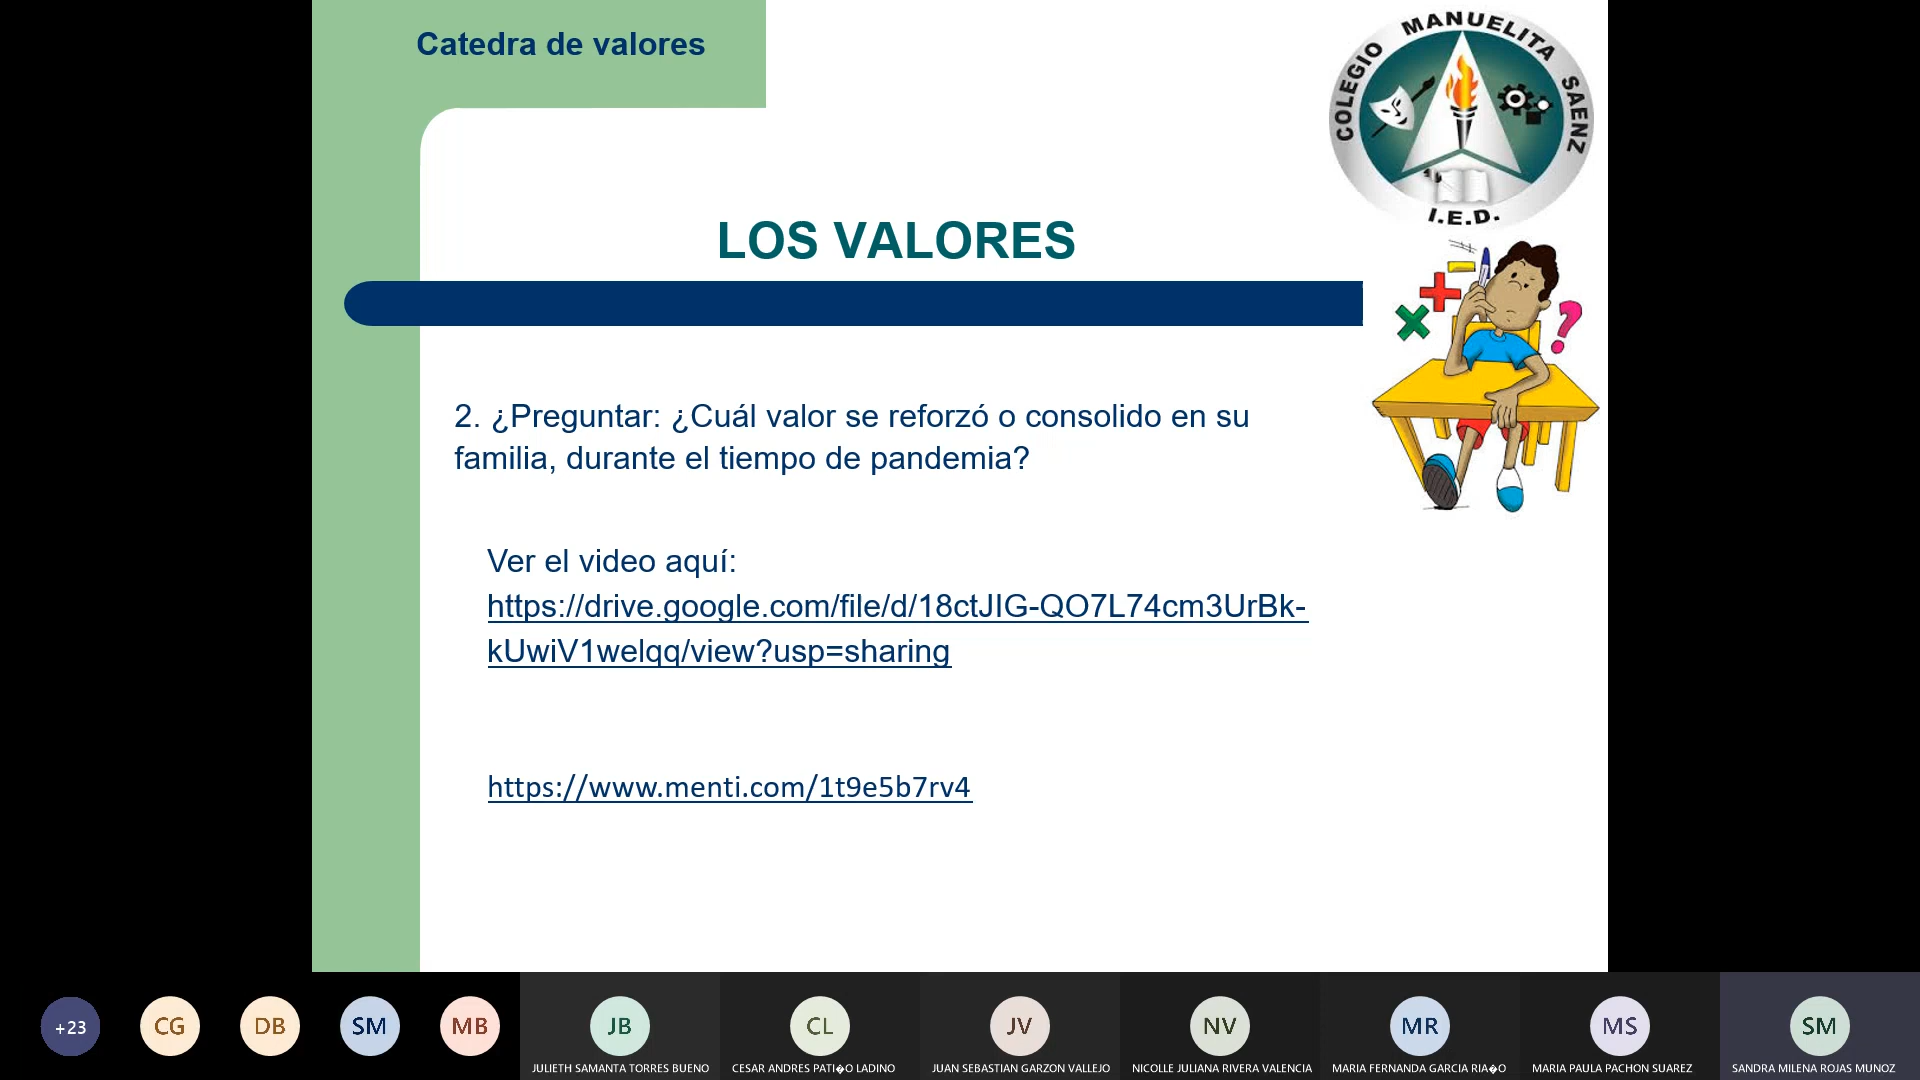 Catedra de valores
COLEGIO MANUELITA SAENZ
I.E.D.
LOS VALORES
2. ¿Preguntar: ¿Cuál valor se reforzó o consolido en su
familia, durante el tiempo de pandemia?
Ver el video aquí:
https://drive.google.com/file/d/18ctJIG-QO7L74cm3UrBk-
kUwiV1welqq/view?usp=sharing
https://www.menti.com/1t9e5b7rv4
+23 CG DB SM MB JB CL JV NV MR MS SM
JULIETH SAMANTA TORRES BUENO CESAR ANDRES PATI�O LADINO JUAN SEBASTIAN GARZON VALLEJO NICOLLE JULIANA RIVERA VALENCIA MARIA FERNANDA GARCIA RIA�O MARIA PAULA PACHON SUAREZ SANDRA MILENA ROJAS MUNOZ